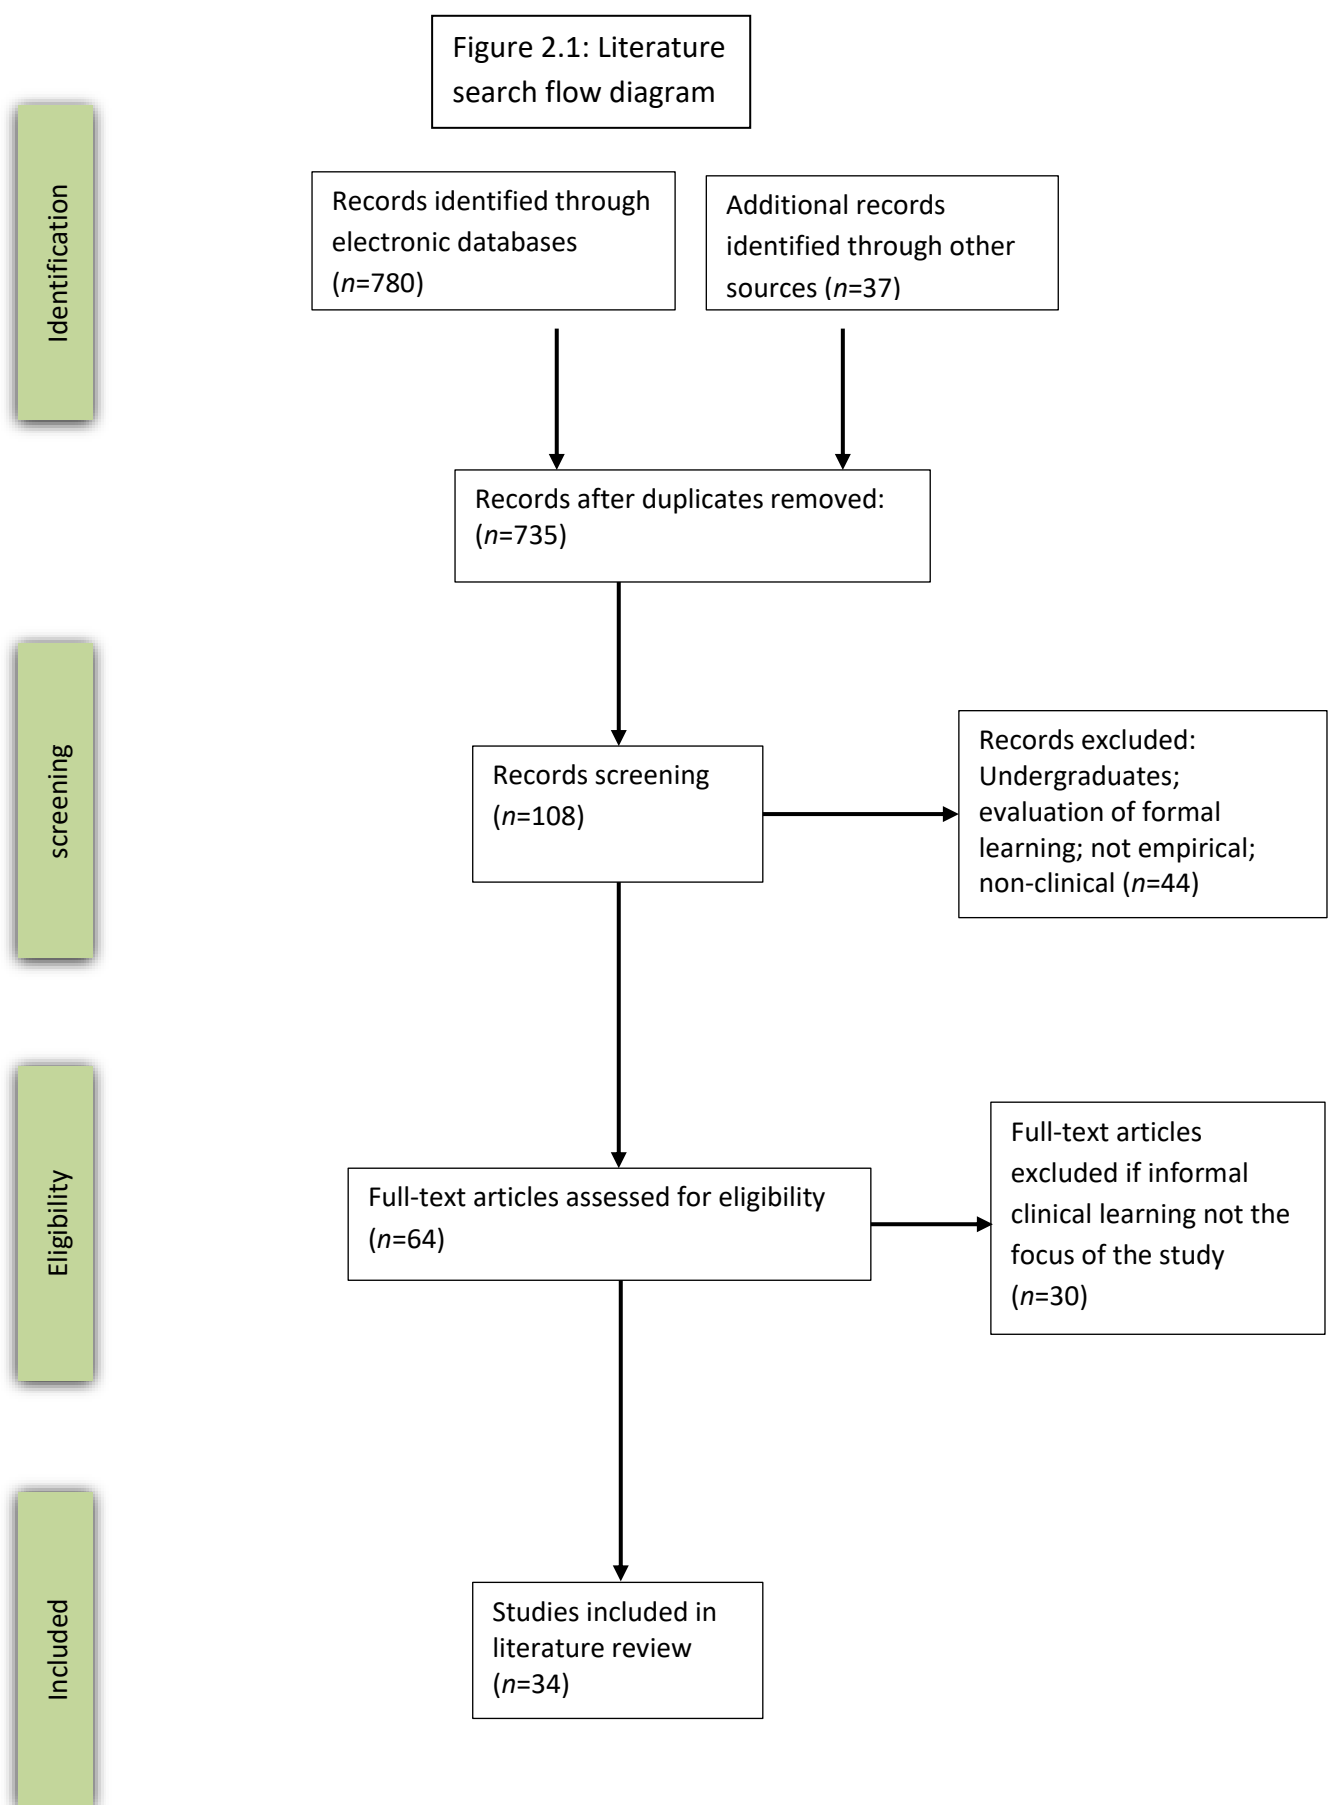 Figure 2.1: Literature
search flow diagram
Identification
Records identified through
electronic databases
(n=780)
Additional records
identified through other
sources (n=37)
Records after duplicates removed:
(n=735)
screening
Records screening
(n=108)
Records excluded:
Undergraduates;
evaluation of formal
learning; not empirical;
non-clinical (n=44)
Eligibility
Full-text articles assessed for eligibility
(n=64)
Full-text articles
excluded if informal
clinical learning not the
focus of the study
(n=30)
Included
Studies included in
literature review
(n=34)